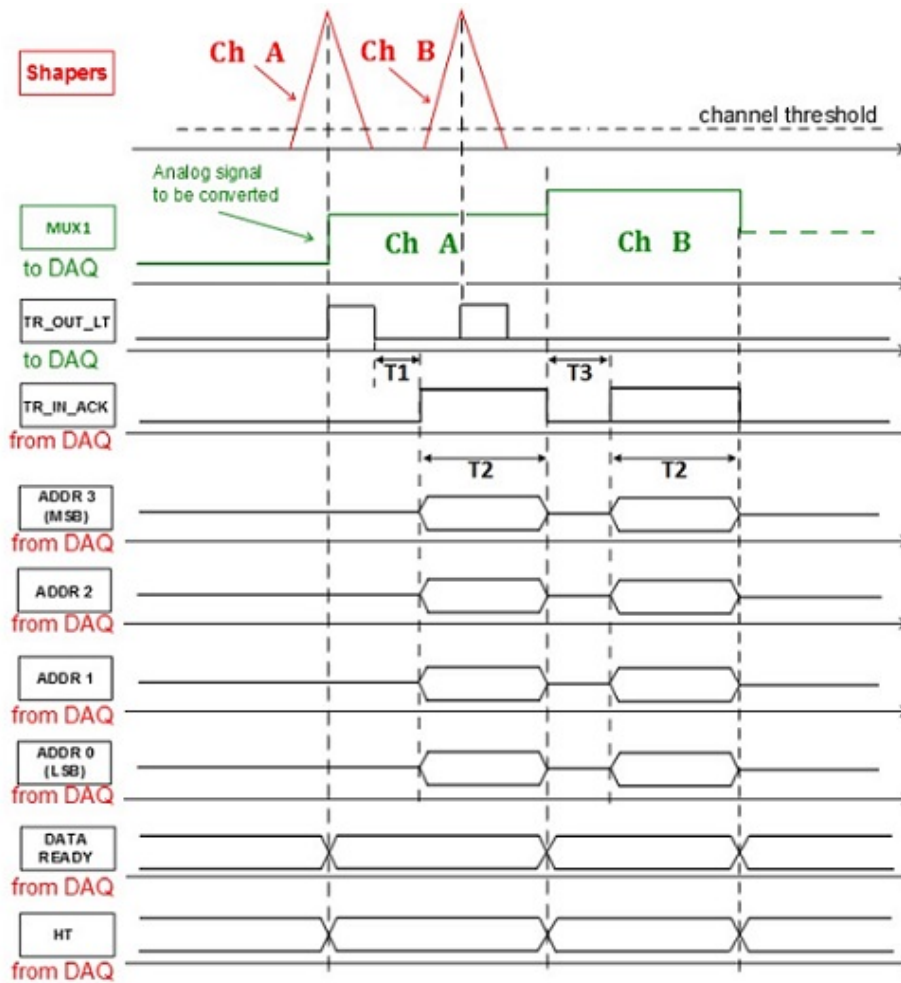 Ch A
Ch B
Shapers
channel threshold
Analog signal
to be converted
MUX1
to DAQ
Ch A
Ch B
TR_OUT_LT
to DAQ
T1
T3
TR_IN_ACK
from DAQ
T2
T2
ADDR 3
(MSB)
from DAQ
ADDR 2
from DAQ
ADDR 1
from DAQ
ADDR 0
(LSB)
from DAQ
DATA
READY
from DAQ
HT
from DAQ